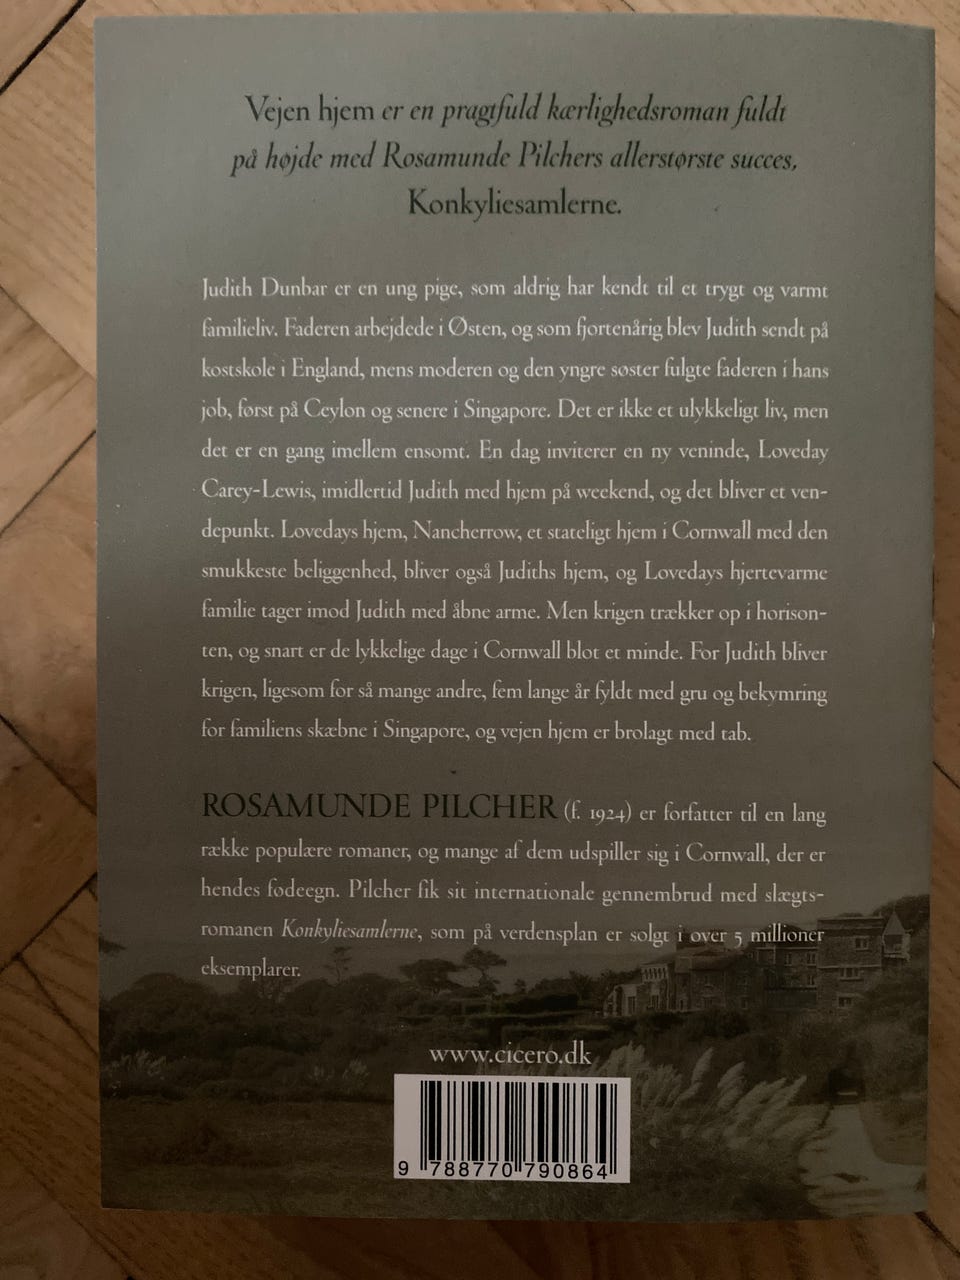 Vejen hjem er en pragtfuld kærlighedsroman fuldt
på højde med Rosamunde Pilchers allerstørste succes,
Konkyliesamlerne.
Judith Dunbar er en ung pige, som aldrig har kendt til et trygt og varmt
familieliv. Faderen arbejdede i Østen, og som fjortenårig blev Judith sendt på
kostskole i England, mens moderen og den yngre søster fulgte faderen i hans
job, først på Ceylon og senere i Singapore. Det er ikke et ulykkeligt liv, men
det er en gang imellem ensomt. En dag inviterer en ny veninde, Loveday
Carey-Lewis, imidlertid Judith med hjem på weekend, og det bliver et ven-
depunkt. Lovedays hjem, Nancherrow, et stateligt hjem i Cornwall med den
smukkeste beliggenhed, bliver også Judiths hjem, og Lovedays hjertevarme
familie tager imod Judith med åbne arme. Men krigen trækker op i horison-
ten, og snart er de lykkelige dage i Cornwall blot et minde. For Judith bliver
krigen, ligesom for så mange andre, fem lange år fyldt med gru og bekymring
for familiens skæbne i Singapore, og vejen hjem er brolagt med tab.
ROSAMUNDE PILCHER (f. 1924) er forfatter til en lang
række populære romaner, og mange af dem udspiller sig i Cornwall, der er
hendes fødeegn. Pilcher fik sit internationale gennembrud med slægts-
romanen Konkyliesamlerne, som på verdensplan er solgt i over 5 millioner
eksemplarer.
www.cicero.dk
9 788770 790864